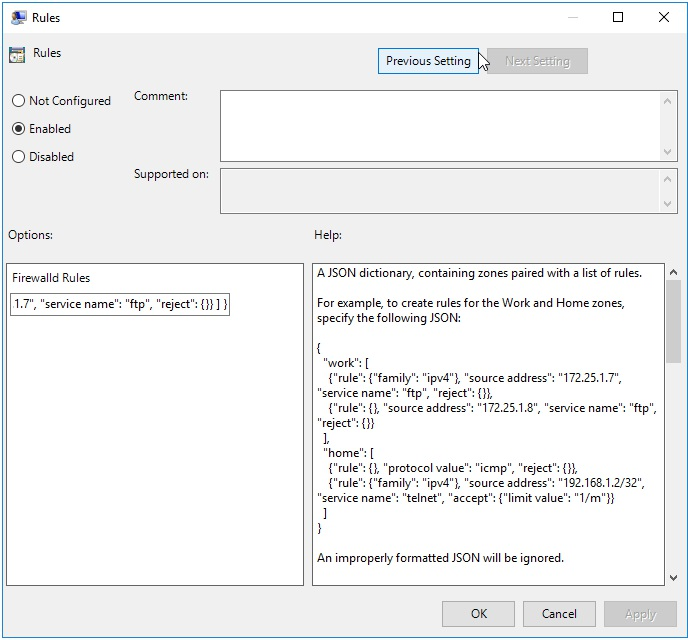 Rules
Rules
Previous Setting
Next Setting
Not Configured
Comment:
Enabled
Disabled
Supported on:
Options:
Help:
Firewalld Rules
1.7", "service name": "ftp", "reject": {}} ] }
A JSON dictionary, containing zones paired with a list of rules.
For example, to create rules for the Work and Home zones,
specify the following JSON:
{
"work": [
{"rule": {"family": "ipv4"}, "source address": "172.25.1.7",
"service name": "ftp", "reject": {}},
{"rule": {}, "source address": "172.25.1.8", "service name": "ftp",
"reject": {}}
],
"home": [
{"rule": {}, "protocol value": "icmp", "reject": {}},
{"rule": {"family": "ipv4"}, "source address": "192.168.1.2/32",
"service name": "telnet", "accept": {"limit value": "1/m"}}
]
}
An improperly formatted JSON will be ignored.
OK
Cancel
Apply